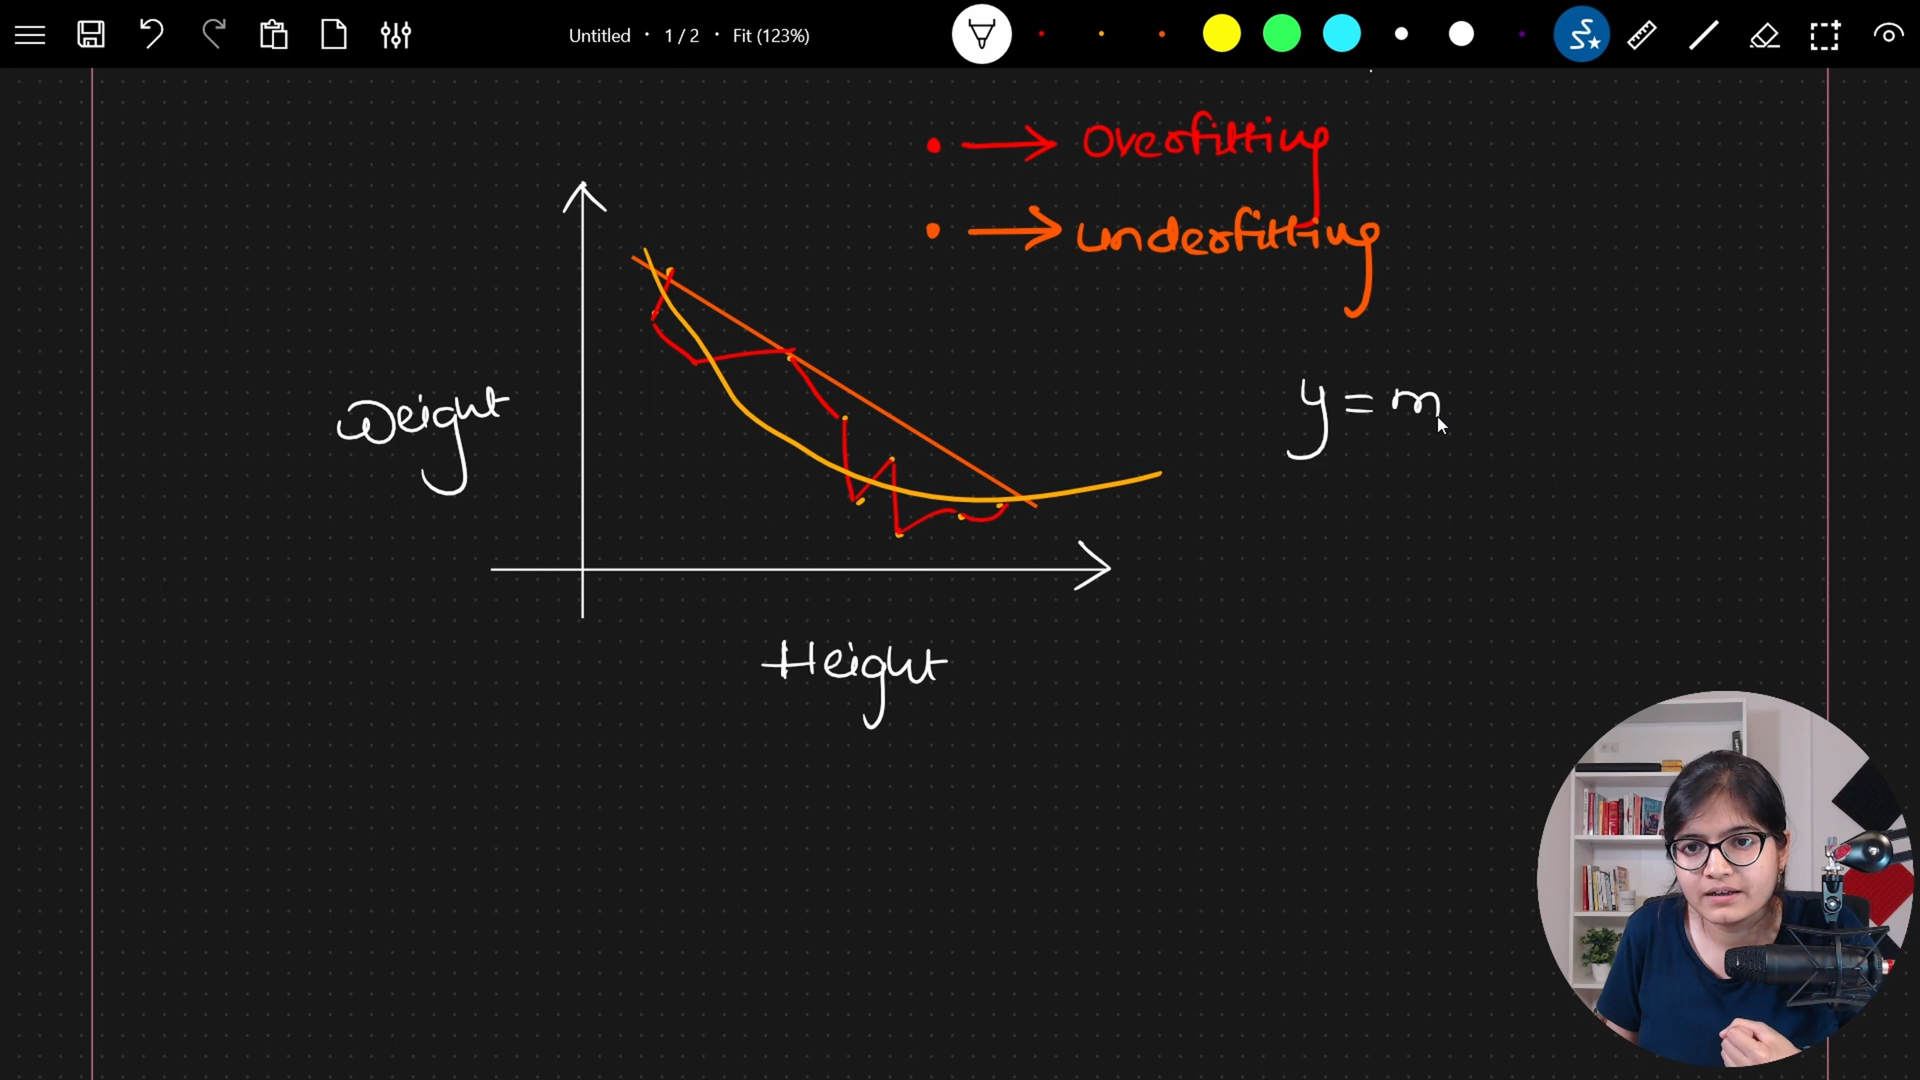 Untitled • 1 / 2 • Fit (123%)
• → Overfitting
• → underfitting
y = m
Weight
Height